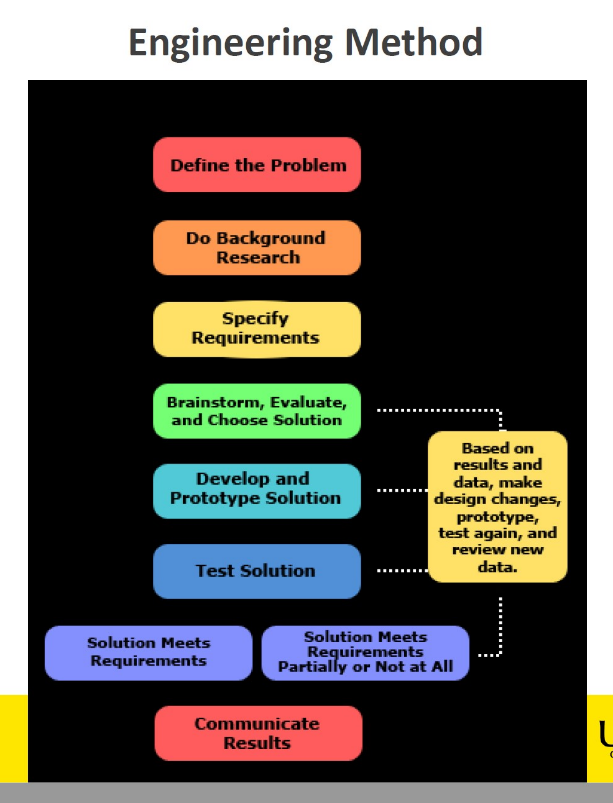 Engineering Method
Define the Problem
Do Background
Research
Specify
Requirements
Brainstorm, Evaluate,
and Choose Solution
Develop and
Prototype Solution
Test Solution
Based on
results and
data, make
design changes,
prototype,
test again, and
review new
data.
Solution Meets
Requirements
Solution Meets
Requirements
Partially or Not at All
Communicate
Results